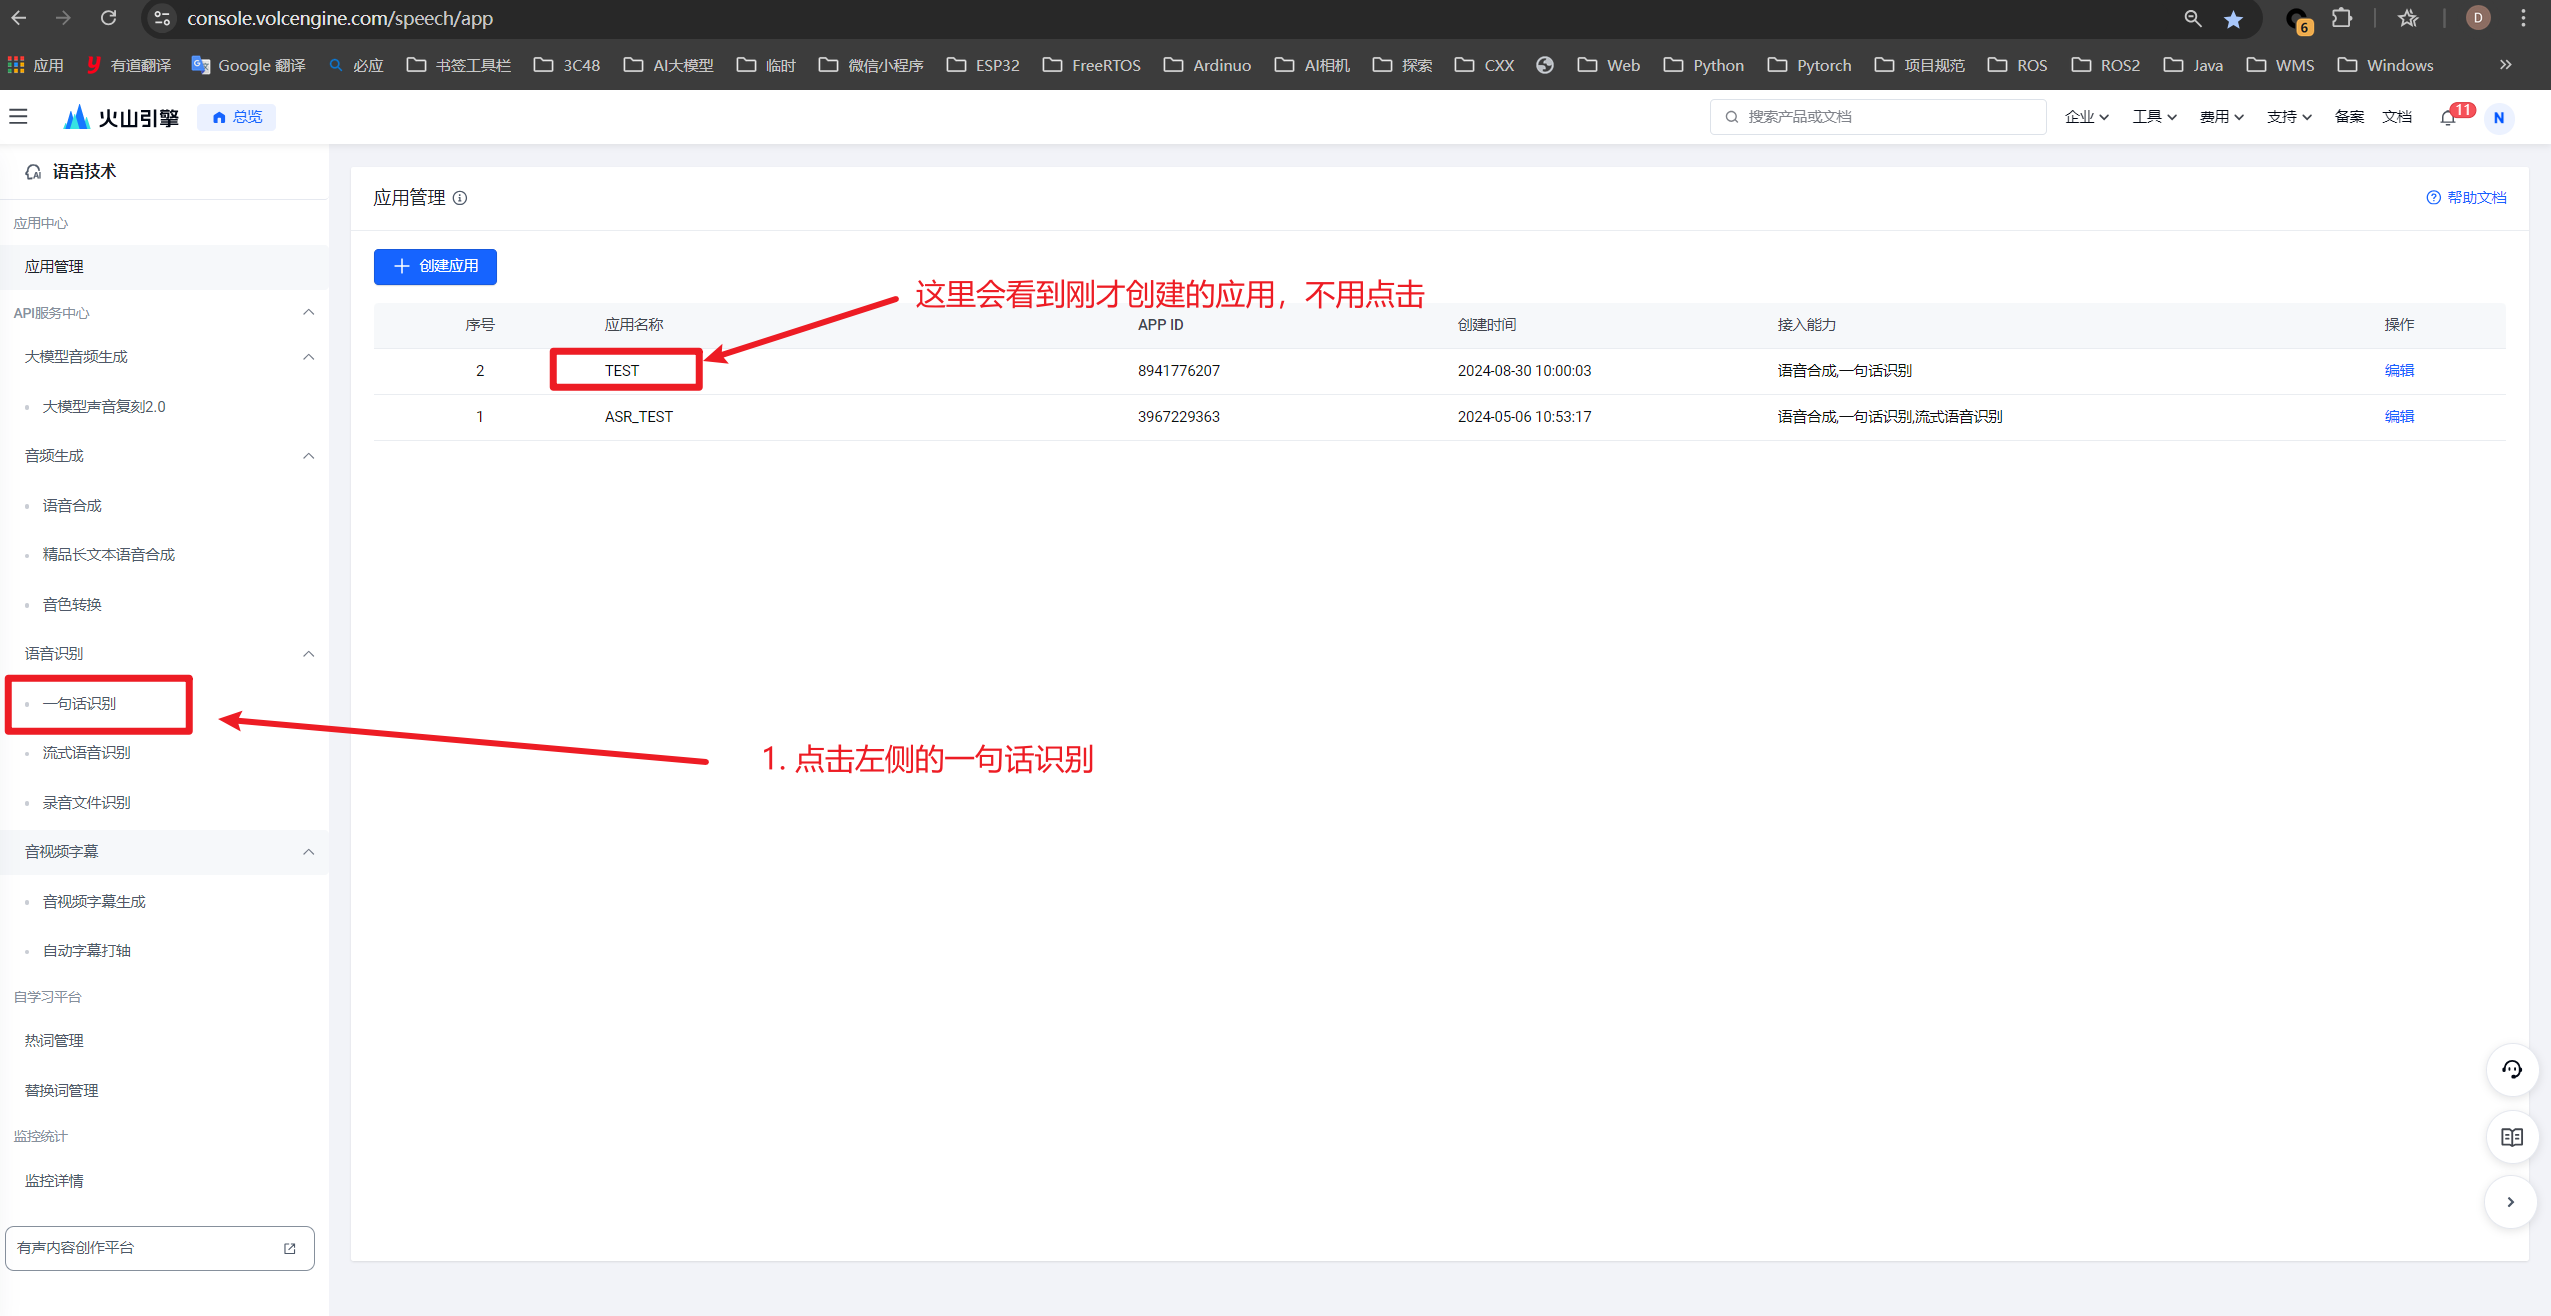 console.volcengine.com/speech/app
6
D
应用
有道翻译
Google 翻译
必应
书签工具栏
3C48
AI大模型
临时
微信小程序
ESP32
FreeRTOS
Ardinuo
AI相机
探索
CXX
Web
Python
Pytorch
项目规范
ROS
ROS2
Java
WMS
Windows
火山引擎
总览
搜索产品或文档
企业
工具
费用
支持
备案
文档
11
N
语音技术
应用中心
应用管理
API服务中心
大模型音频生成
大模型声音复刻2.0
音频生成
语音合成
精品长文本语音合成
音色转换
语音识别
一句话识别
流式语音识别
录音文件识别
音视频字幕
音视频字幕生成
自动字幕打轴
自学习平台
热词管理
替换词管理
监控统计
监控详情
有声内容创作平台
应用管理
帮助文档
创建应用
这里会看到刚才创建的应用，不用点击
序号 应用名称 APP ID 创建时间 接入能力 操作
2 TEST 8941776207 2024-08-30 10:00:03 语音合成,一句话识别 编辑
1 ASR_TEST 3967229363 2024-05-06 10:53:17 语音合成,一句话识别,流式语音识别 编辑
1. 点击左侧的一句话识别